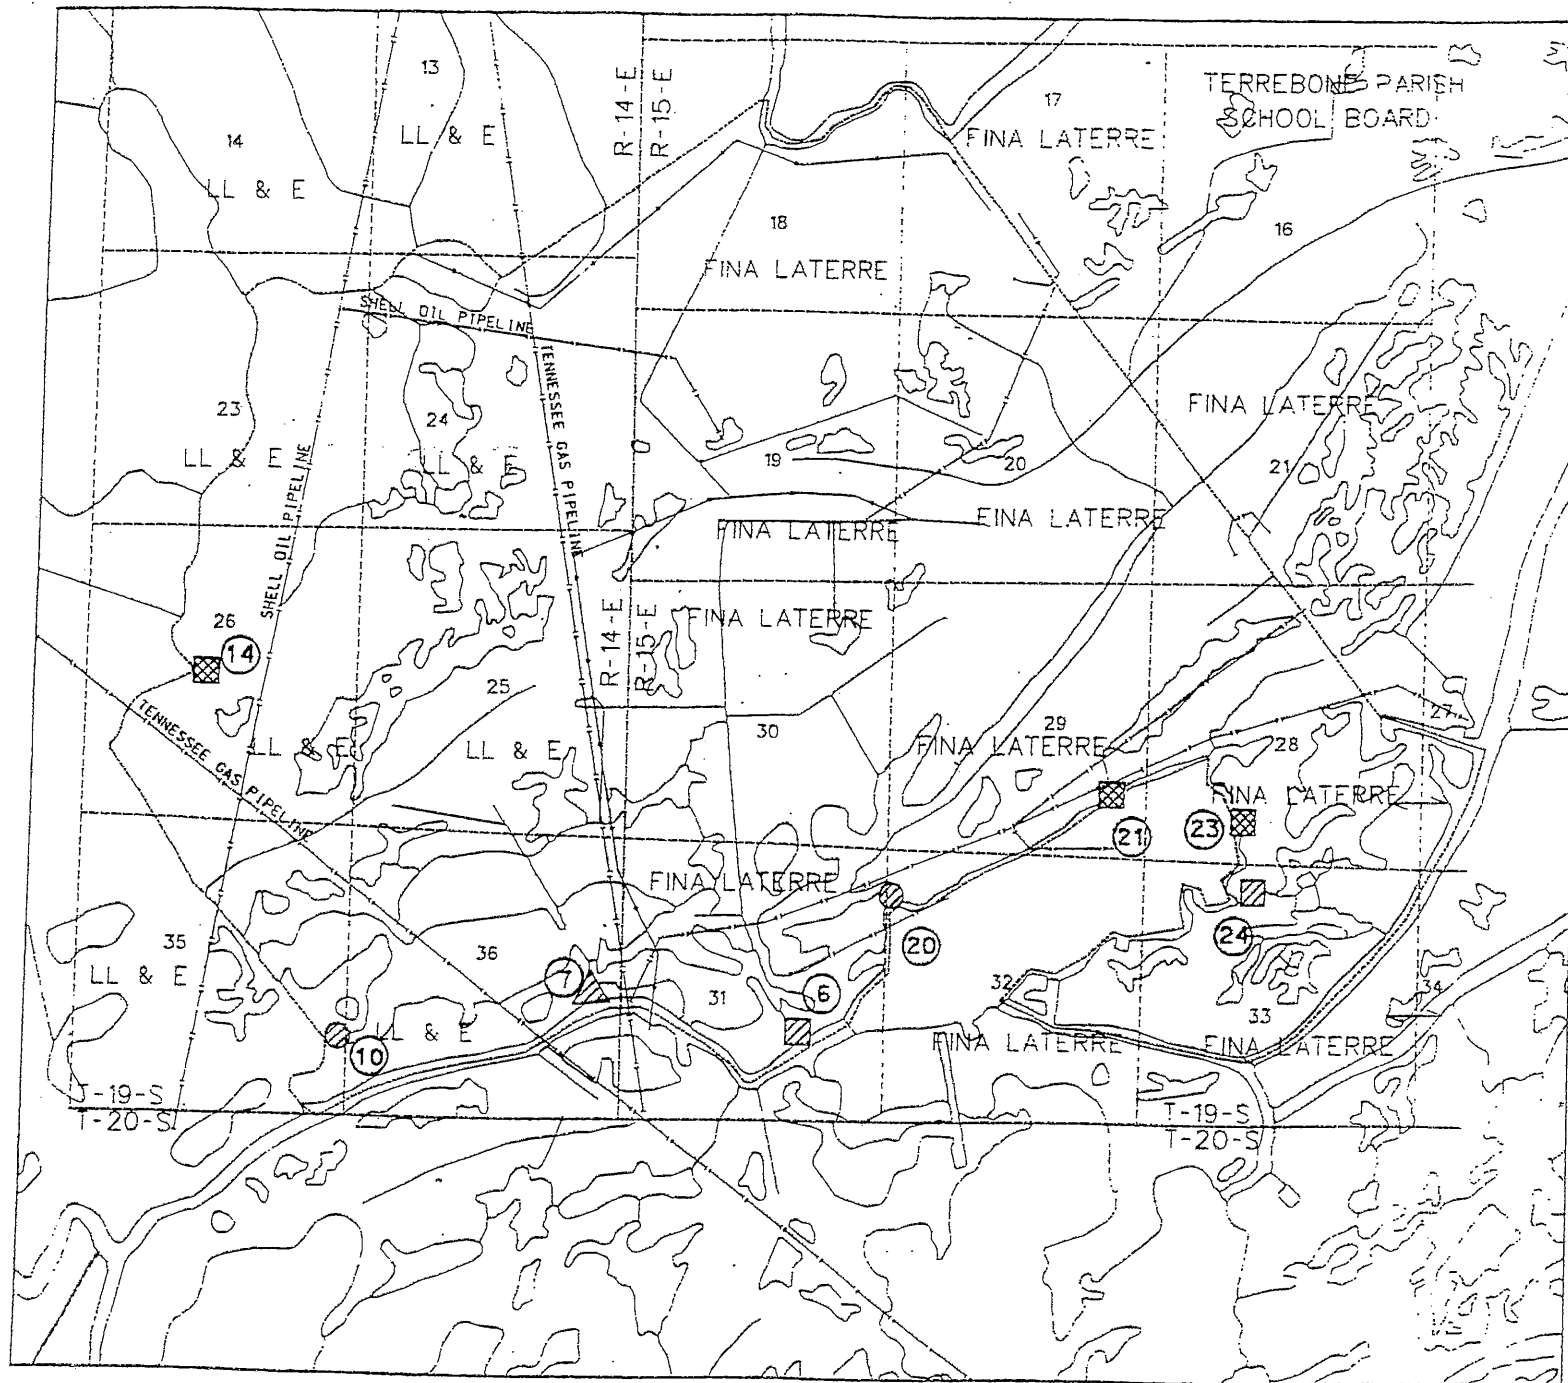 13
LL & E
14
LL & E
R-14-E
R-15-E
17
FINA LATERRE
TERREBONE PARISH
SCHOOL BOARD
18
FINA LATERRE
16
SHELL OIL PIPELINE
TENNESSEE GAS PIPELINE
23
LL & E
24
LL & E
SHELL OIL PIPELINE
19
20
FINA LATERRE
21
FINA LATERRE
FINA LATERRE
26
14
25
LL & E
LL & E
TENNESSEE GAS PIPELINE
R-14-E
R-15-E
FINA LATERRE
30
29
FINA LATERRE
28
27
FINA LATERRE
21
23
FINA LATERRE
35
LL & E
36
7
LL & E
10
31
6
20
24
32
FINA LATERRE
33
FINA LATERRE
34
T-19-S
T-20-S
T-19-S
T-20-S